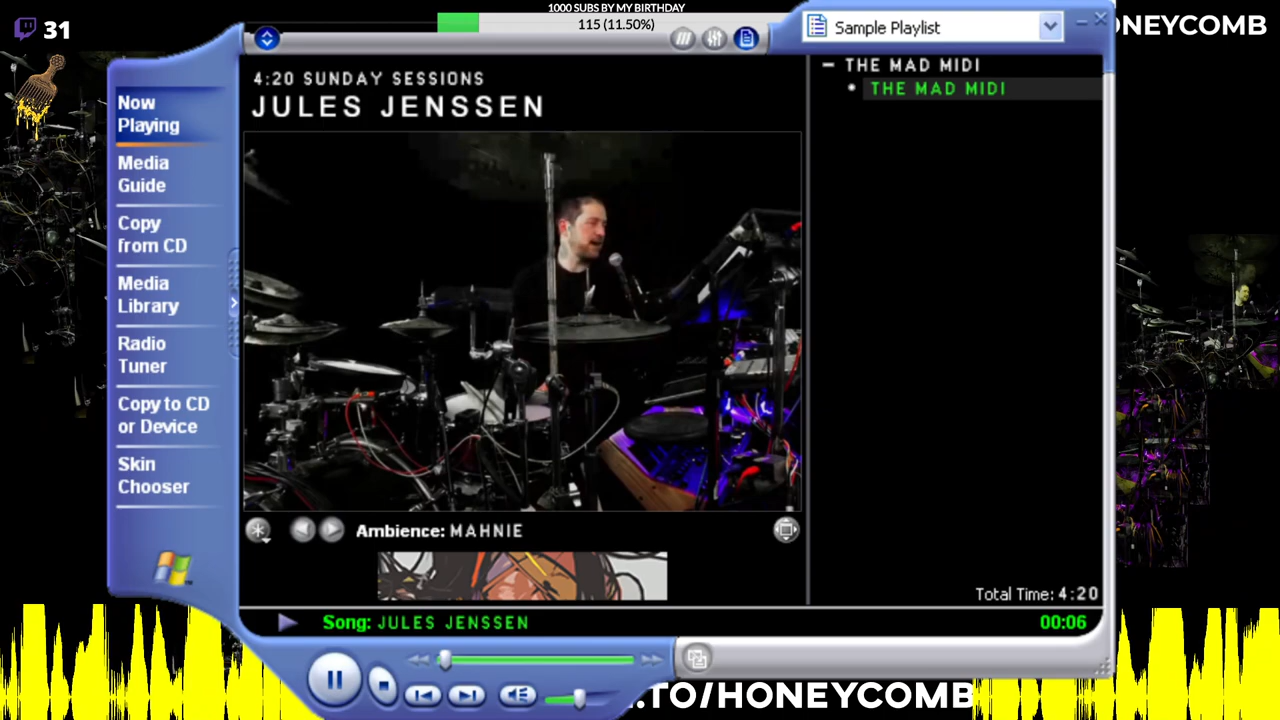 1000 SUBS BY MY BIRTHDAY
115 (11.50%)
31
Sample Playlist
ONEYCOMB
4:20 SUNDAY SESSIONS
JULES JENSSEN
THE MAD MIDI
THE MAD MIDI
Now
Playing
Media
Guide
Copy
from CD
Media
Library
Radio
Tuner
Copy to CD
or Device
Skin
Chooser
Ambience: MAHNIE
Total Time: 4:20
Song: JULES JENSSEN
00:06
.TO/HONEYCOMB